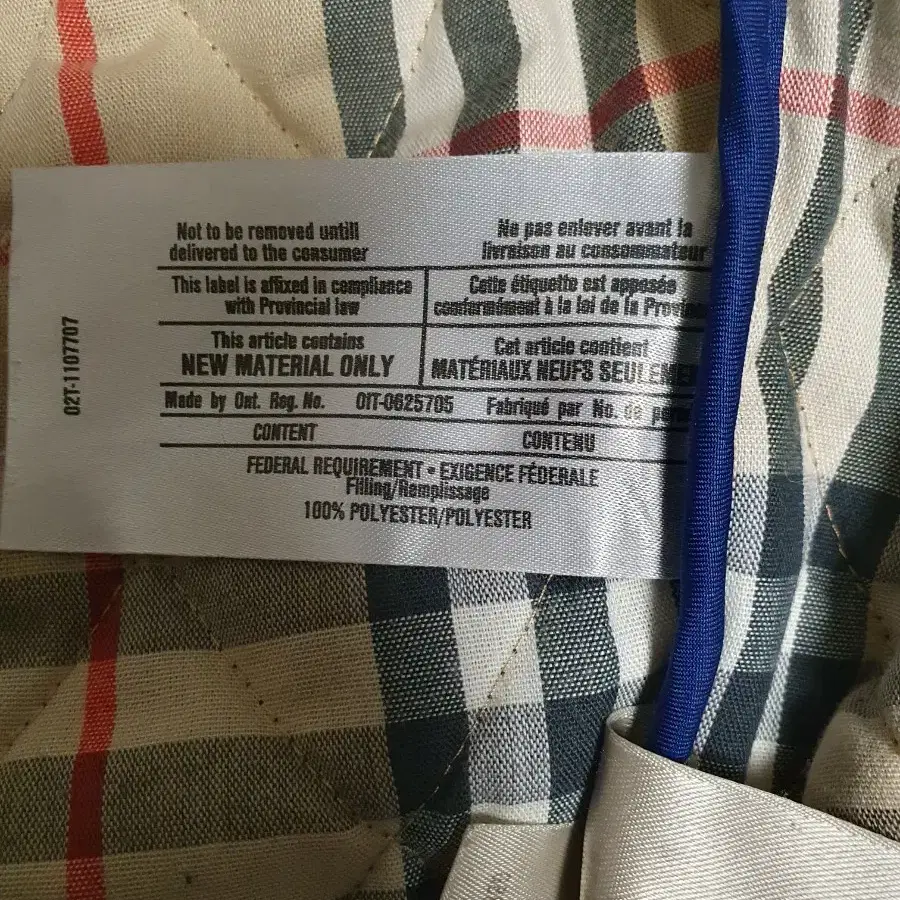 Not to be removed untill
delivered to the consumer
Ne pas enlever avant la
livraison au consommateur
This label is affixed in compliance
with Provincial law
Cette étiquette est apposée
conformément à la loi de la
This article contains
NEW MATERIAL ONLY
Cet article contient
MATÉRIAUX NEUFS
Made by Ont. Reg. No. 01T-0625705 Fabriqué par No. de
CONTENT CONTENU
FEDERAL REQUIREMENT • EXIGENCE FÉDERALE
Filling/Remplissage
100% POLYESTER/POLYESTER
02T-1107707